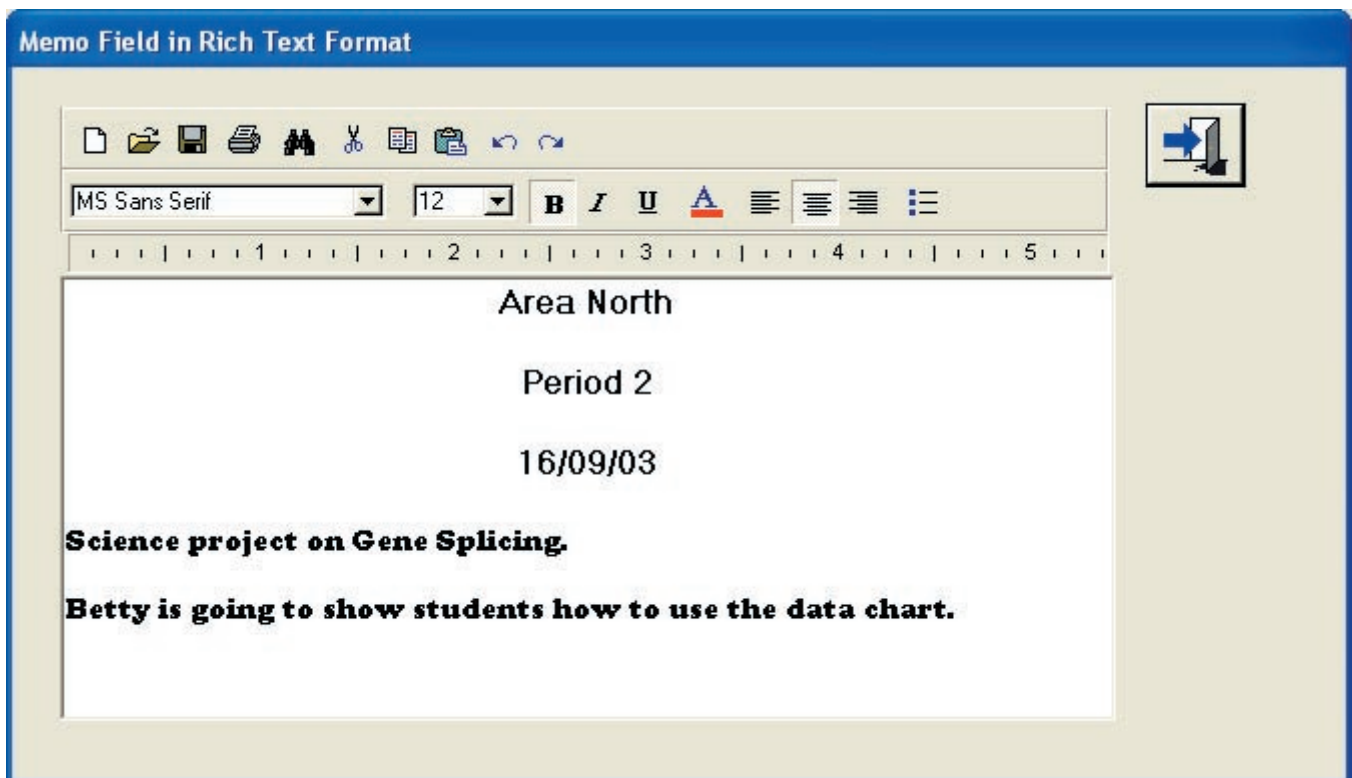 Memo Field in Rich Text Format
MS Sans Serif 12 B I U A
1 2 3 4 5
Area North
Period 2
16/09/03
Science project on Gene Splicing.
Betty is going to show students how to use the data chart.